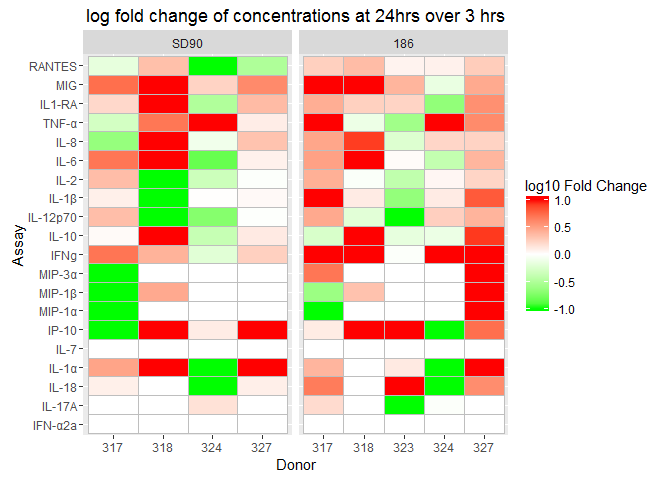 log fold change of concentrations at 24hrs over 3 hrs
SD90
186
RANTES
MIG
IL1-RA
TNF-α
IL-8
IL-6
IL-2
IL-1β
IL-12p70
IL-10
IFNg
MIP-3α
MIP-1β
MIP-1α
IP-10
IL-7
IL-1α
IL-18
IL-17A
IFN-α2a
Assay
317 318 324 327
317 318 323 324 327
Donor
log10 Fold Change
1.0
0.5
0.0
-0.5
-1.0